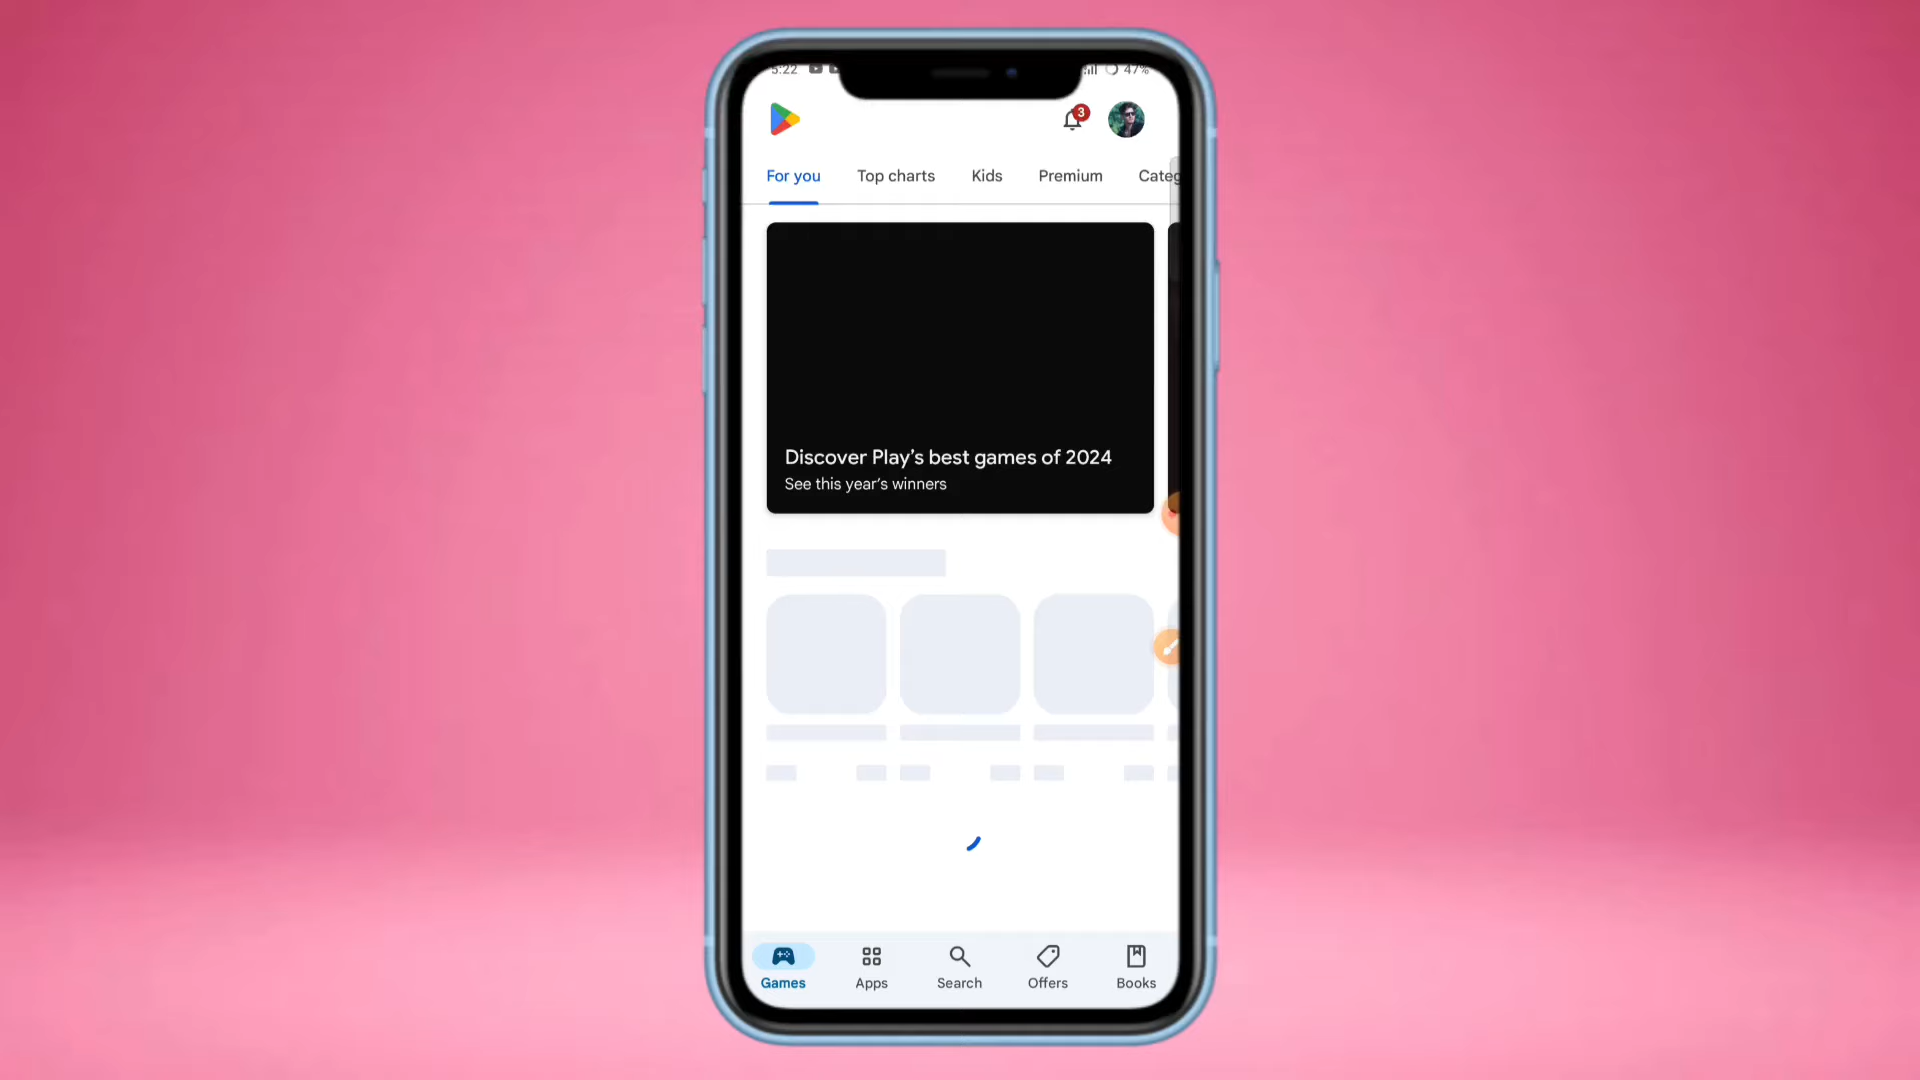 5:22
47%
3
For you Top charts Kids Premium Categ
Discover Play's best games of 2024
See this year's winners
Games Apps Search Offers Books